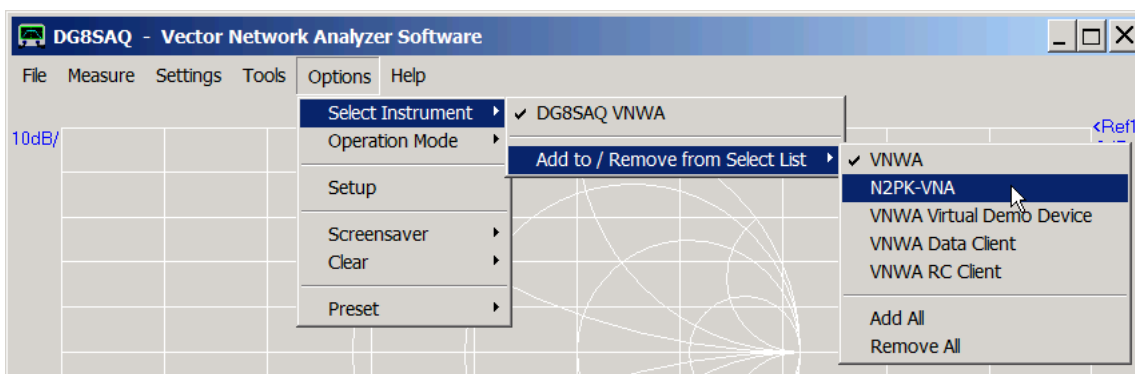 DG8SAQ - Vector Network Analyzer Software
File Measure Settings Tools Options Help
10dB/
<Ref1
Select Instrument
Operation Mode
Setup
Screensaver
Clear
Preset
DG8SAQ VNWA
Add to / Remove from Select List
VNWA
N2PK-VNA
VNWA Virtual Demo Device
VNWA Data Client
VNWA RC Client
Add All
Remove All